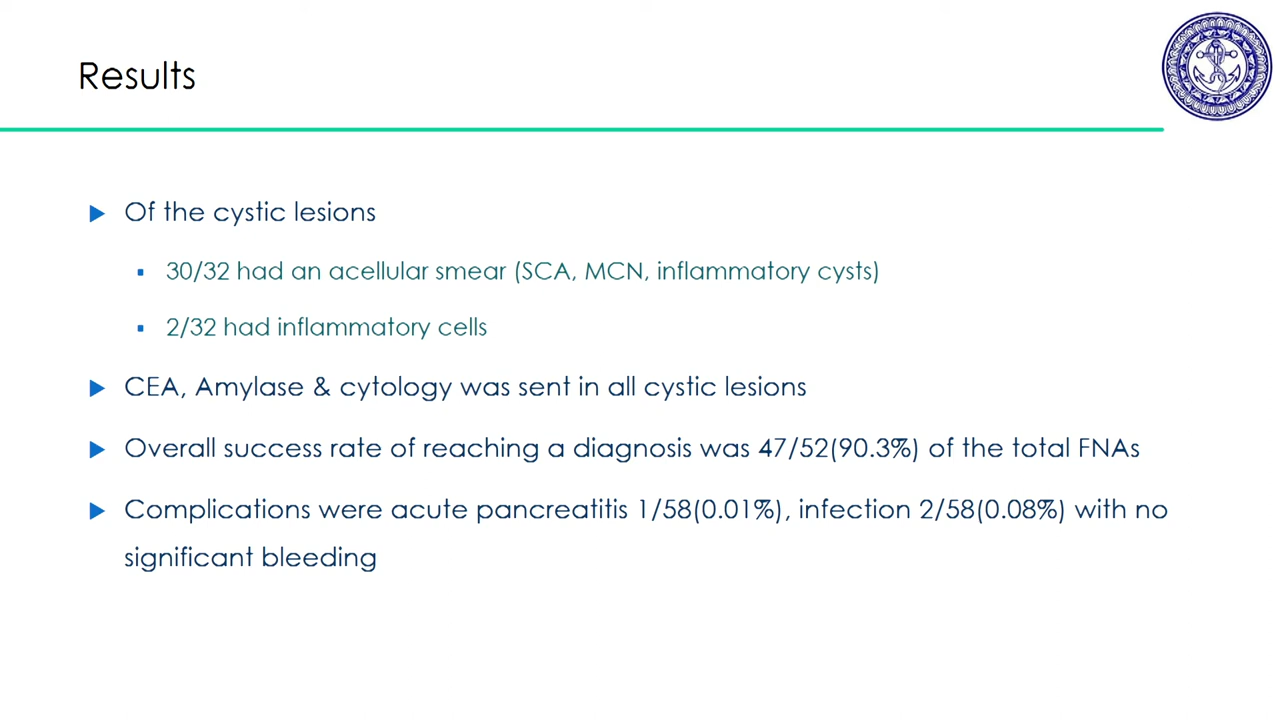 Results
Of the cystic lesions
30/32 had an acellular smear (SCA, MCN, inflammatory cysts)
2/32 had inflammatory cells
CEA, Amylase & cytology was sent in all cystic lesions
Overall success rate of reaching a diagnosis was 47/52(90.3%) of the total FNAs
Complications were acute pancreatitis 1/58(0.01%), infection 2/58(0.08%) with no
significant bleeding